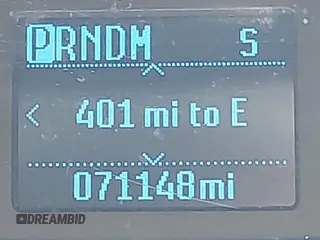 PRNDM S
< 401 mi to E
071148mi
DREAMBID